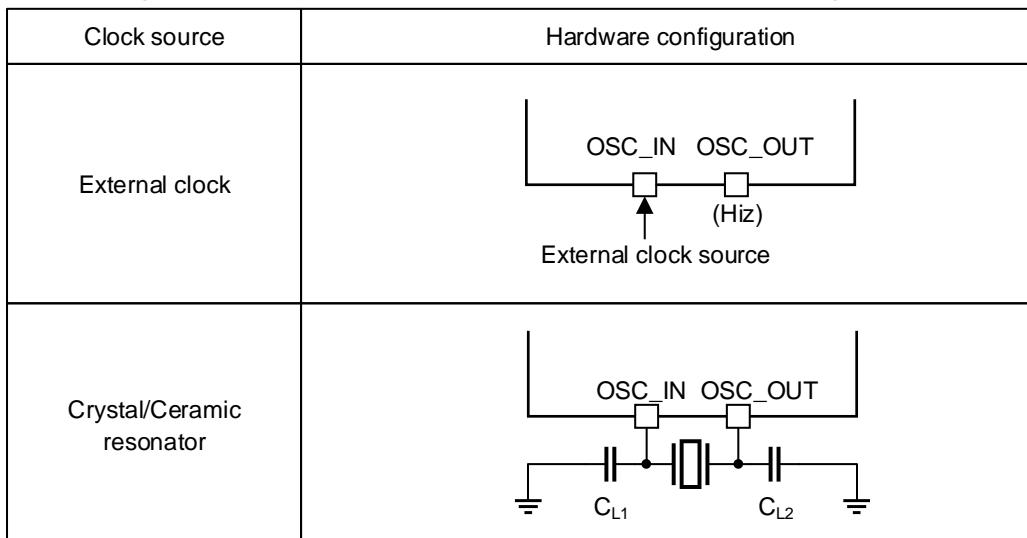 Clock source
Hardware configuration
External clock
OSC_IN OSC_OUT
(Hiz)
External clock source
Crystal/Ceramic
resonator
OSC_IN OSC_OUT
CL1
CL2